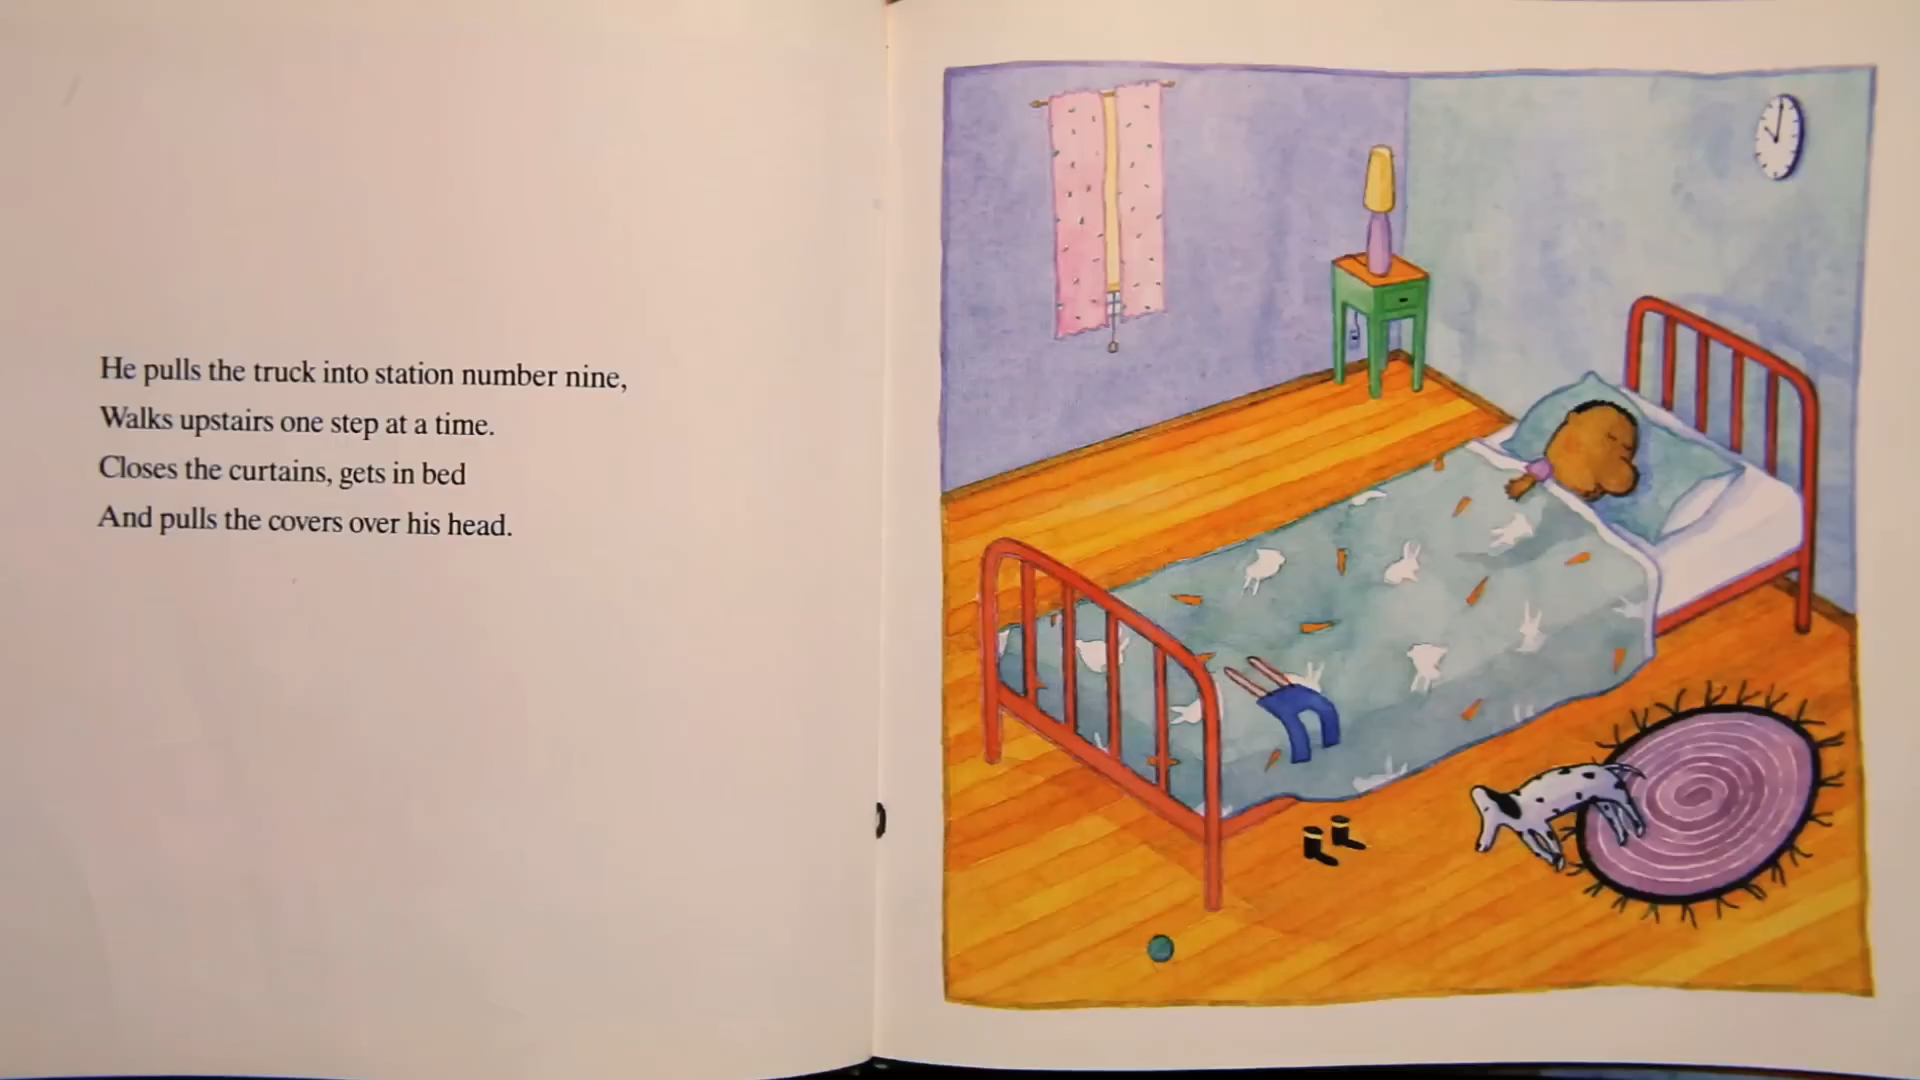 He pulls the truck into station number nine,
Walks upstairs one step at a time.
Closes the curtains, gets in bed
And pulls the covers over his head.